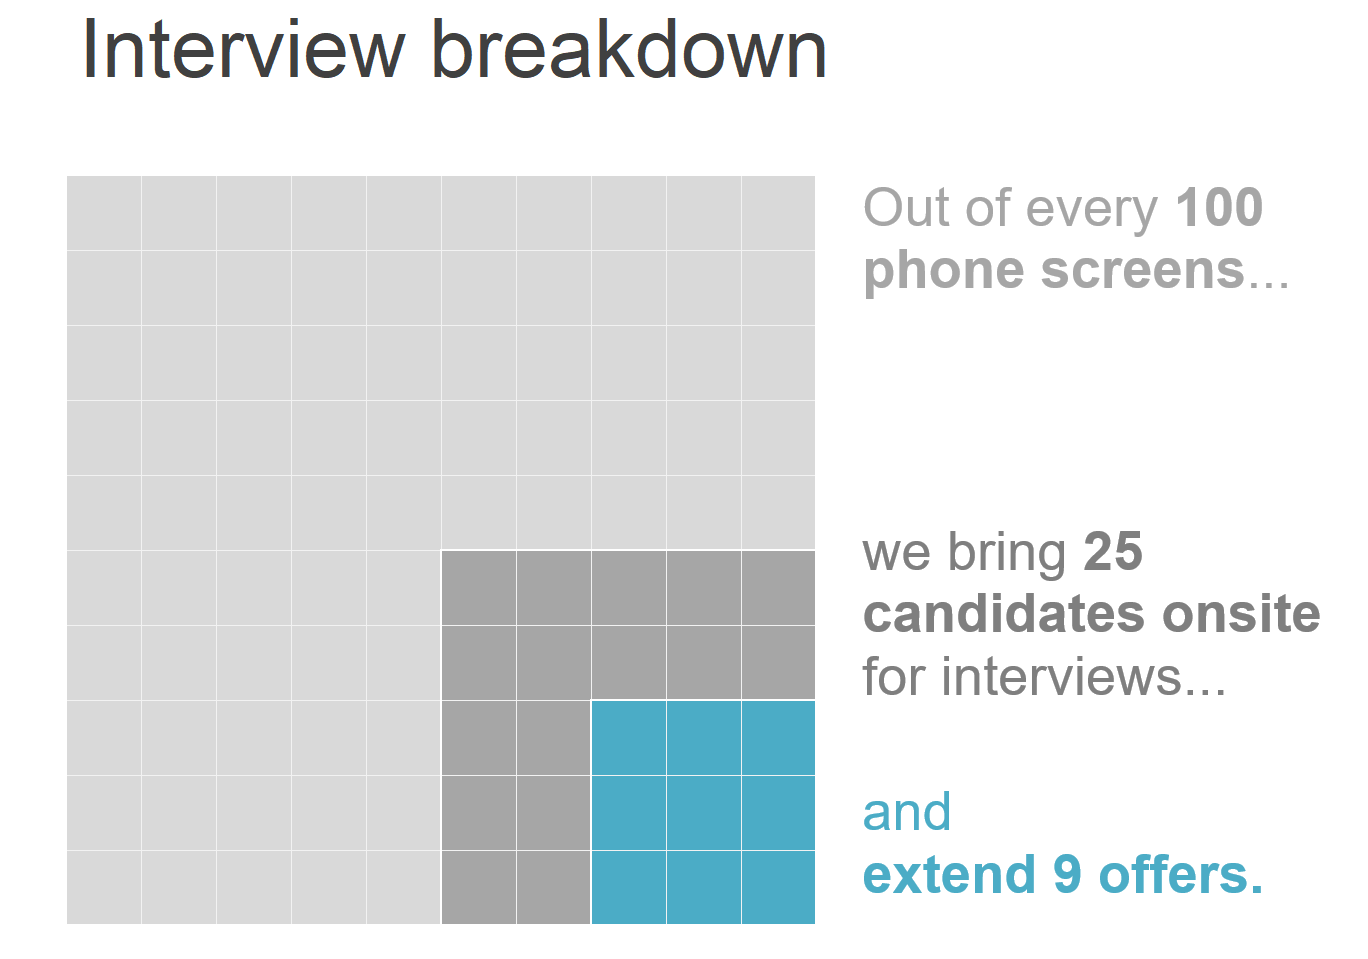 Interview breakdown
Out of every 100
phone screens...
we bring 25
candidates onsite
for interviews...
and
extend 9 offers.